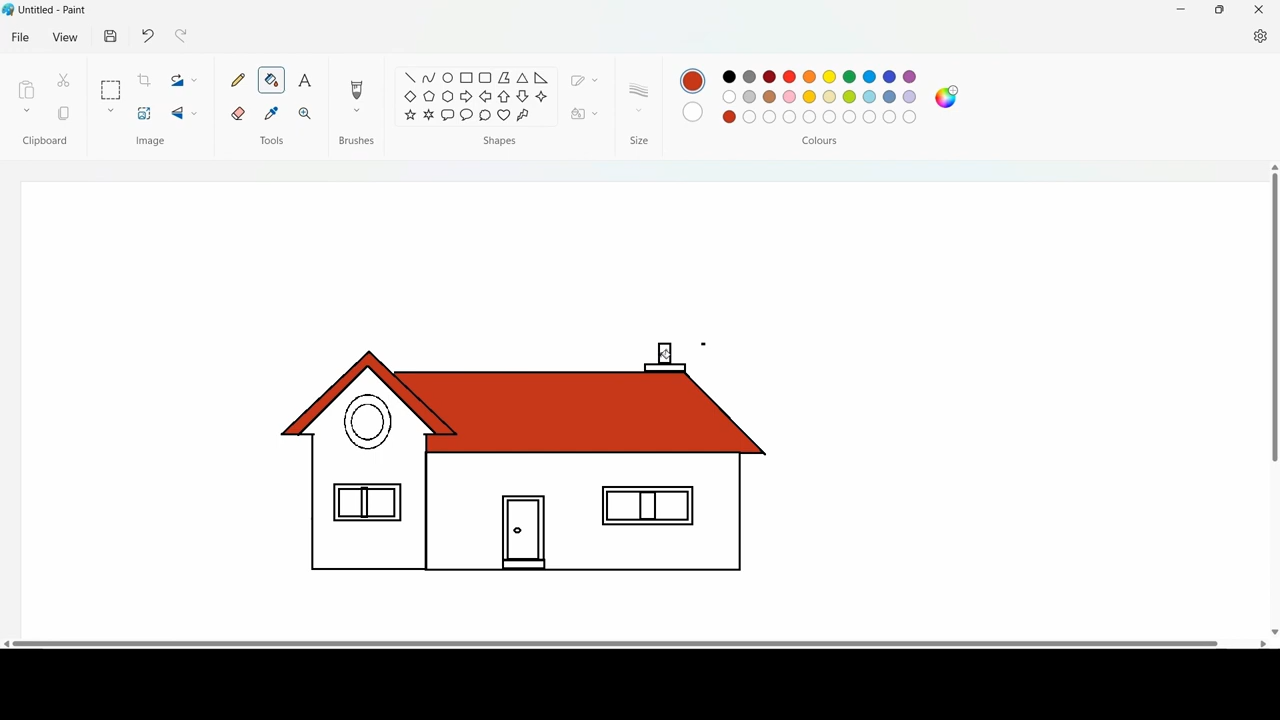 Untitled - Paint
File View
Clipboard Image Tools Brushes Shapes Size Colours